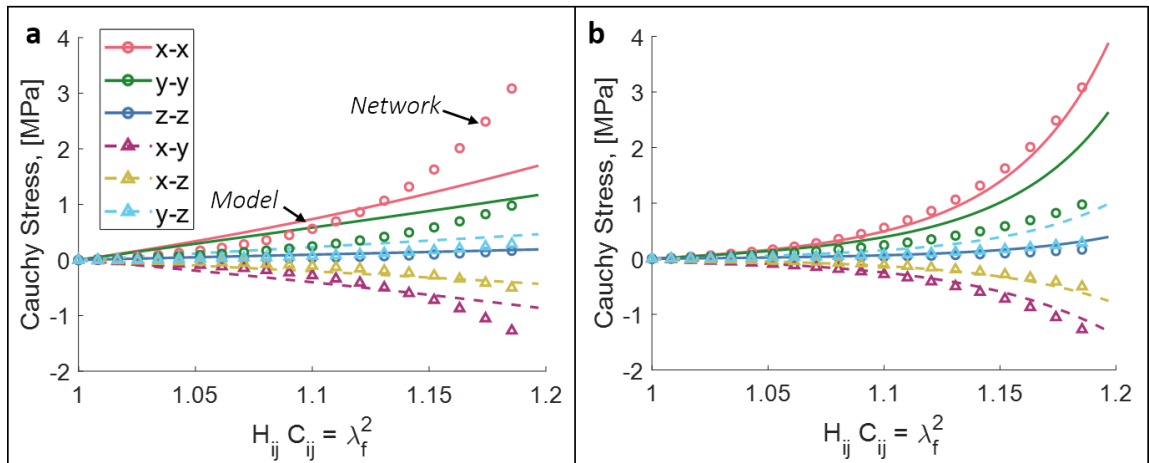 a
x-x
y-y
z-z
x-y
x-z
y-z
Network
Model
Cauchy Stress, [MPa]
4
3
2
1
0
-1
-2
1
1.05
1.1
1.15
1.2
H_ij C_ij = λ_f^2
b
Cauchy Stress, [MPa]
4
3
2
1
0
-1
-2
1
1.05
1.1
1.15
1.2
H_ij C_ij = λ_f^2